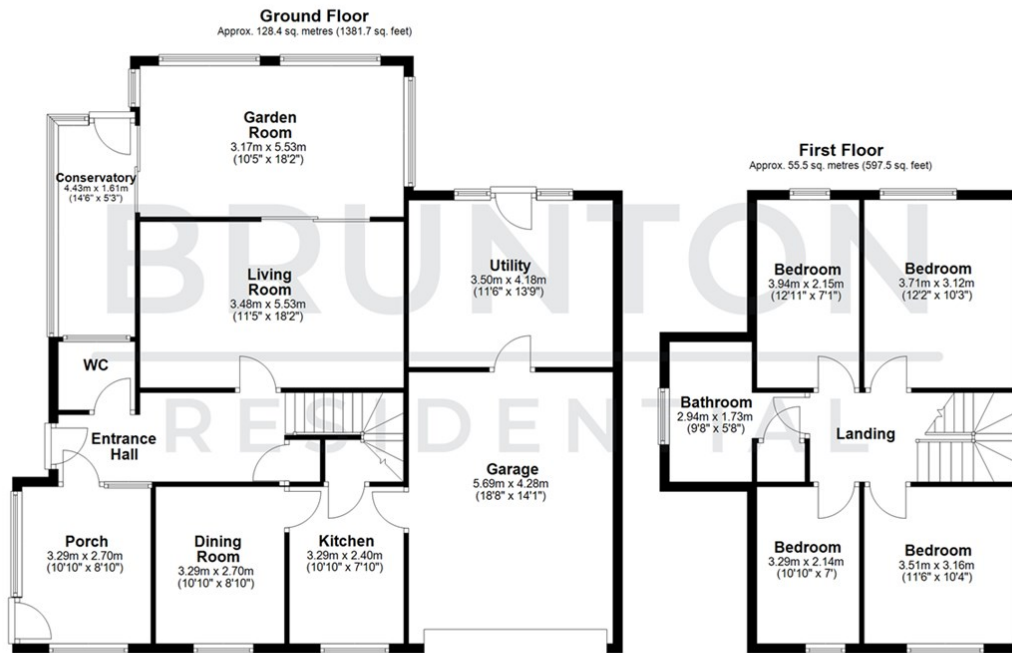 Ground Floor
Approx. 128.4 sq. metres (1381.7 sq. feet)
Garden
Room
3.17m x 5.53m
(10'5" x 18'2")
Conservatory
4.43m x 1.61m
(14'6" x 5'3")
Living
Room
3.48m x 5.53m
(11'5" x 18'2")
Utility
3.50m x 4.18m
(11'6" x 13'9")
WC
Entrance
Hall
Garage
5.69m x 4.28m
(18'8" x 14'1")
Porch
3.29m x 2.70m
(10'10" x 8'10")
Dining
Room
3.29m x 2.70m
(10'10" x 8'10")
Kitchen
3.29m x 2.40m
(10'10" x 7'10")
First Floor
Approx. 55.5 sq. metres (597.5 sq. feet)
Bedroom
3.94m x 2.15m
(12'11" x 7'1")
Bedroom
3.71m x 3.12m
(12'2" x 10'3")
Bathroom
2.94m x 1.73m
(9'8" x 5'8")
Landing
Bedroom
3.29m x 2.14m
(10'10" x 7')
Bedroom
3.51m x 3.16m
(11'6" x 10'4")
BRUNTON
RESIDENTIAL